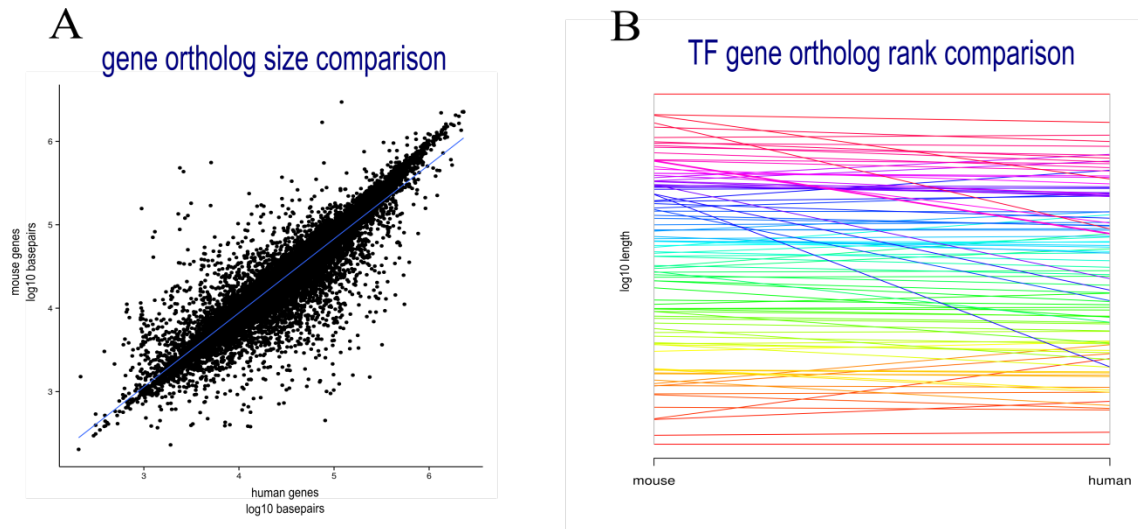 A
gene ortholog size comparison
mouse genes
log10 basepairs
6
5
4
3
3
4
5
6
human genes
log10 basepairs
B
TF gene ortholog rank comparison
log10 length
mouse
human